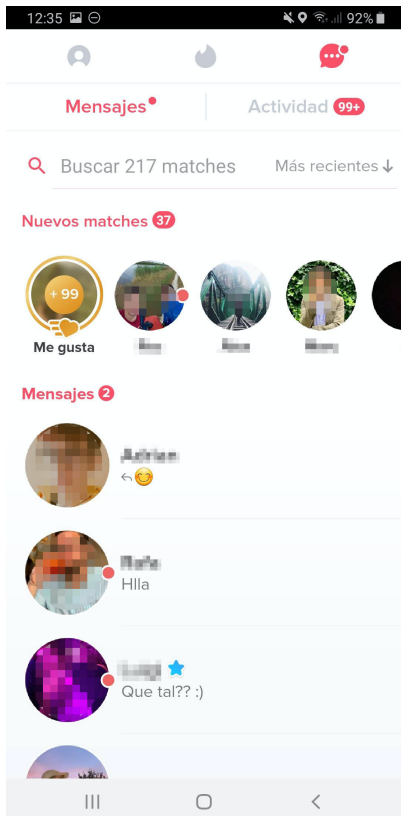 12:35 92%
Mensajes Actividad 99+
Buscar 217 matches Más recientes
Nuevos matches 37
+ 99
Me gusta
Mensajes 2
Hlla
Que tal?? :)